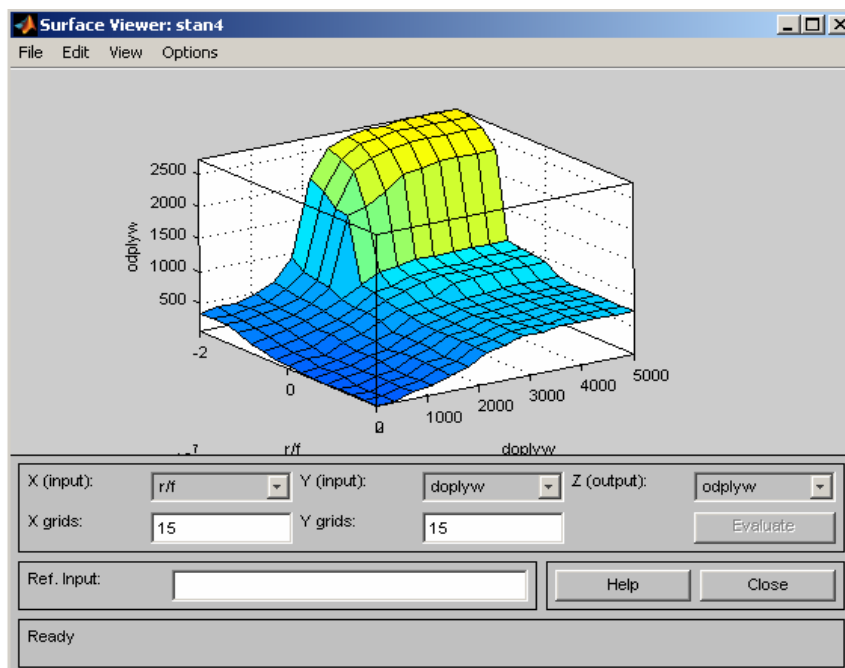 Surface Viewer: stan4
File Edit View Options
2500
2000
1500
1000
500
odplyw
-2
0
0
1000
2000
3000
4000
5000
r/f
doplyw
X (input): r/f Y (input): doplyw Z (output): odplyw
X grids: 15 Y grids: 15 Evaluate
Ref. Input: Help Close
Ready